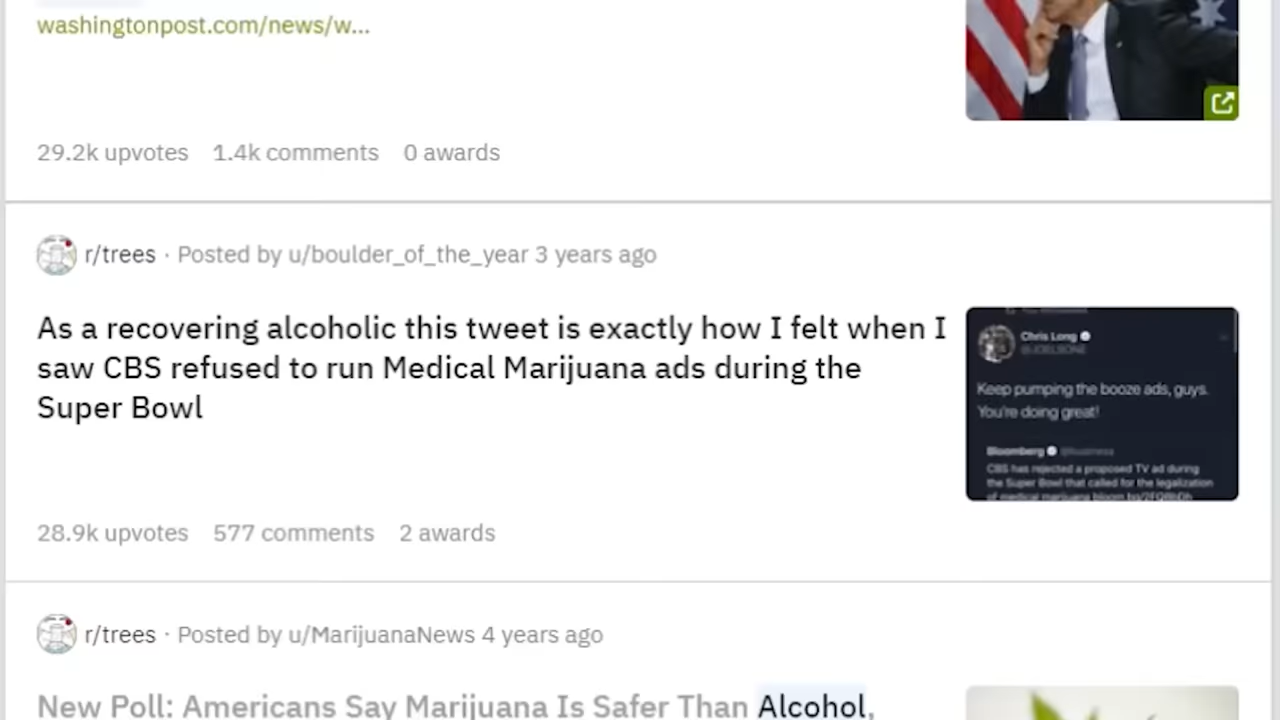 washingtonpost.com/news/w...
29.2k upvotes 1.4k comments 0 awards
r/trees · Posted by u/boulder_of_the_year 3 years ago
As a recovering alcoholic this tweet is exactly how I felt when I
saw CBS refused to run Medical Marijuana ads during the
Super Bowl
Chris Long
Keep pumping the booze ads, guys.
You're doing great!
Bloomberg @business
CBS has rejected a proposed TV ad during
the Super Bowl that called for the legalization
of medical marijuana
28.9k upvotes 577 comments 2 awards
r/trees · Posted by u/MarijuanaNews 4 years ago
New Poll: Americans Say Marijuana Is Safer Than Alcohol,